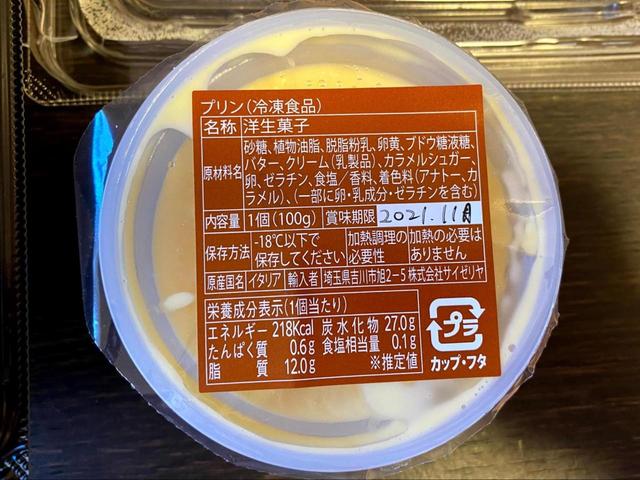 プリン(冷凍食品)
名称 洋生菓子
原材料名 砂糖、植物油脂、脱脂粉乳、卵黄、ブドウ糖液糖、
バター、クリーム(乳製品)、カラメルシュガー、
卵、ゼラチン、食塩/香料、着色料(アナトー、カ
ラメル)、(一部に卵・乳成分・ゼラチンを含む)
内容量 1個(100g) 賞味期限 2021.11月
保存方法 -18℃以下で保存してください 加熱調理の必要性 加熱の必要はありません
原産国名 イタリア 輸入者 埼玉県吉川市旭2-5 株式会社サイゼリヤ
栄養成分表示(1個当たり)
エネルギー 218Kcal 炭水化物 27.0g
たんぱく質 0.6g 食塩相当量 0.1g
脂質 12.0g ※推定値
プラ
カップ・フタ